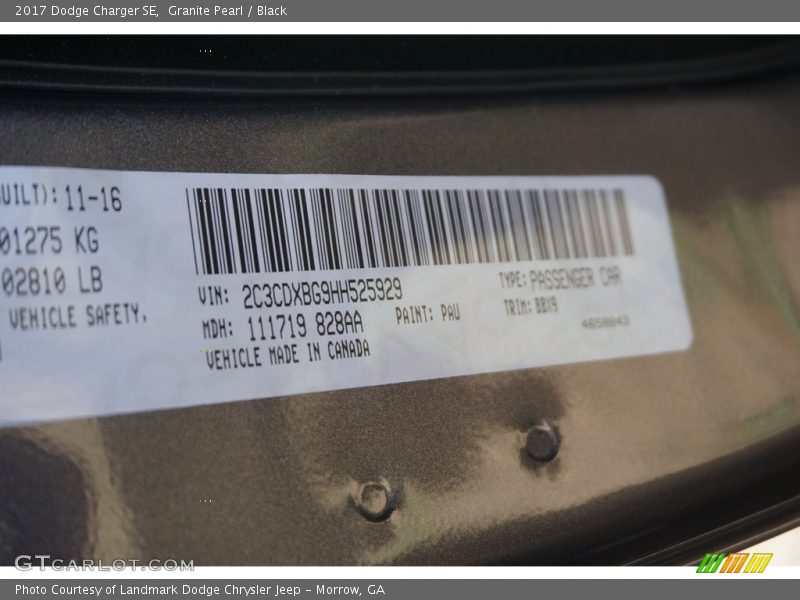 2017 Dodge Charger SE,  Granite Pearl / Black
UILT): 11-16
01275 KG
02810 LB
VEHICLE SAFETY,
VIN: 2C3CDXBG9HH525929
MDH: 111719 828AA
VEHICLE MADE IN CANADA
PAINT: PAU
TYPE: PASSENGER CAR
TRIM: BBX9
4658843
GTCARLOT.COM
Photo Courtesy of Landmark Dodge Chrysler Jeep – Morrow, GA